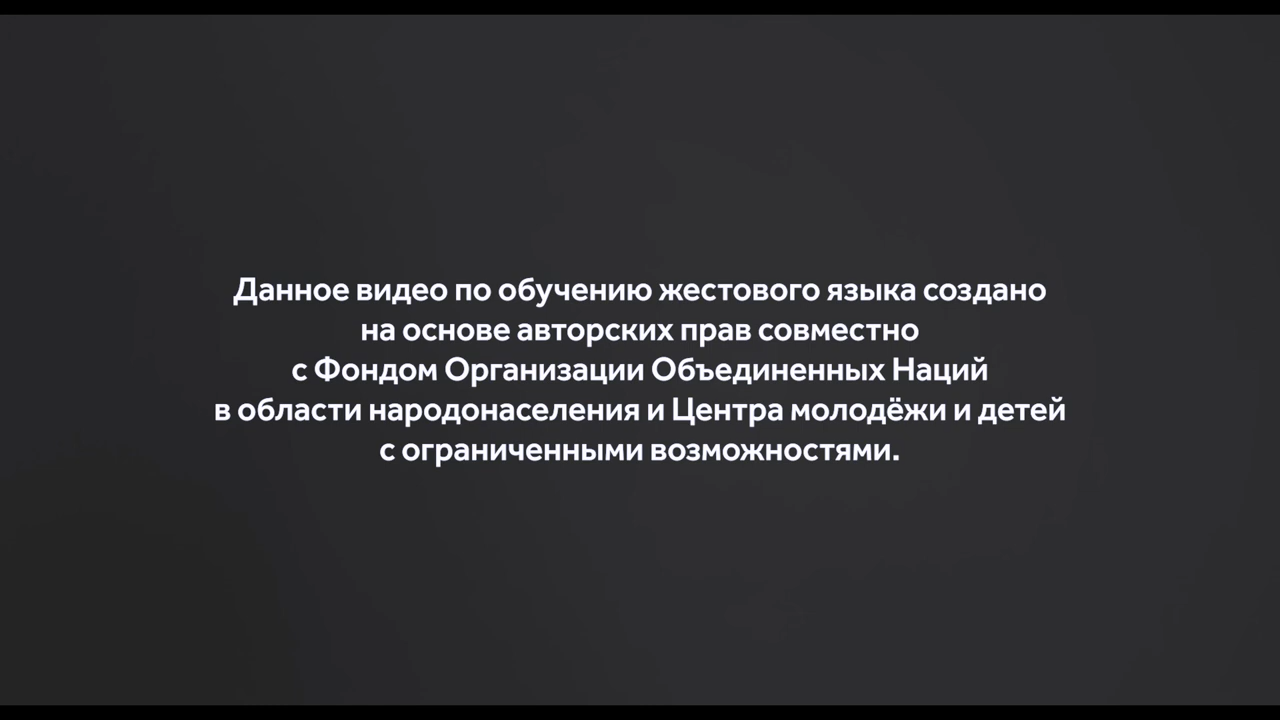 Данное видео по обучению жестового языка создано
на основе авторских прав совместно
с Фондом Организации Объединенных Наций
в области народонаселения и Центра молодёжи и детей
с ограниченными возможностями.